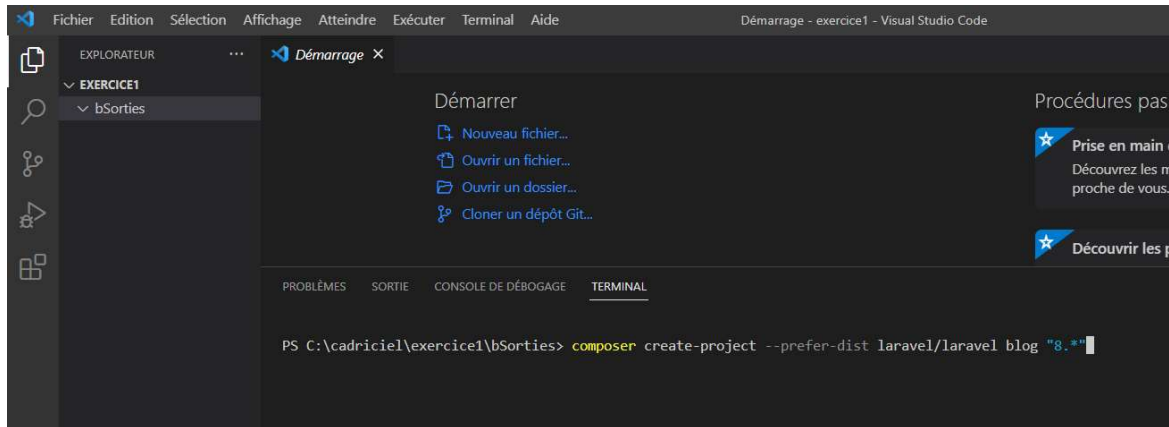 Fichier Edition Sélection Affichage Atteindre Exécuter Terminal Aide Démarrage - exercice1 - Visual Studio Code
EXPLORATEUR ··· Démarrage ×
EXERCICE1
bSorties
Démarrer
Nouveau fichier...
Ouvrir un fichier...
Ouvrir un dossier...
Cloner un dépôt Git...
Procédures pas
Prise en main
Découvrez les
proche de vous.
Découvrir les
PROBLÈMES SORTIE CONSOLE DE DÉBOGAGE TERMINAL
PS C:\cadriciel\exercice1\bSorties> composer create-project --prefer-dist laravel/laravel blog "8.*"